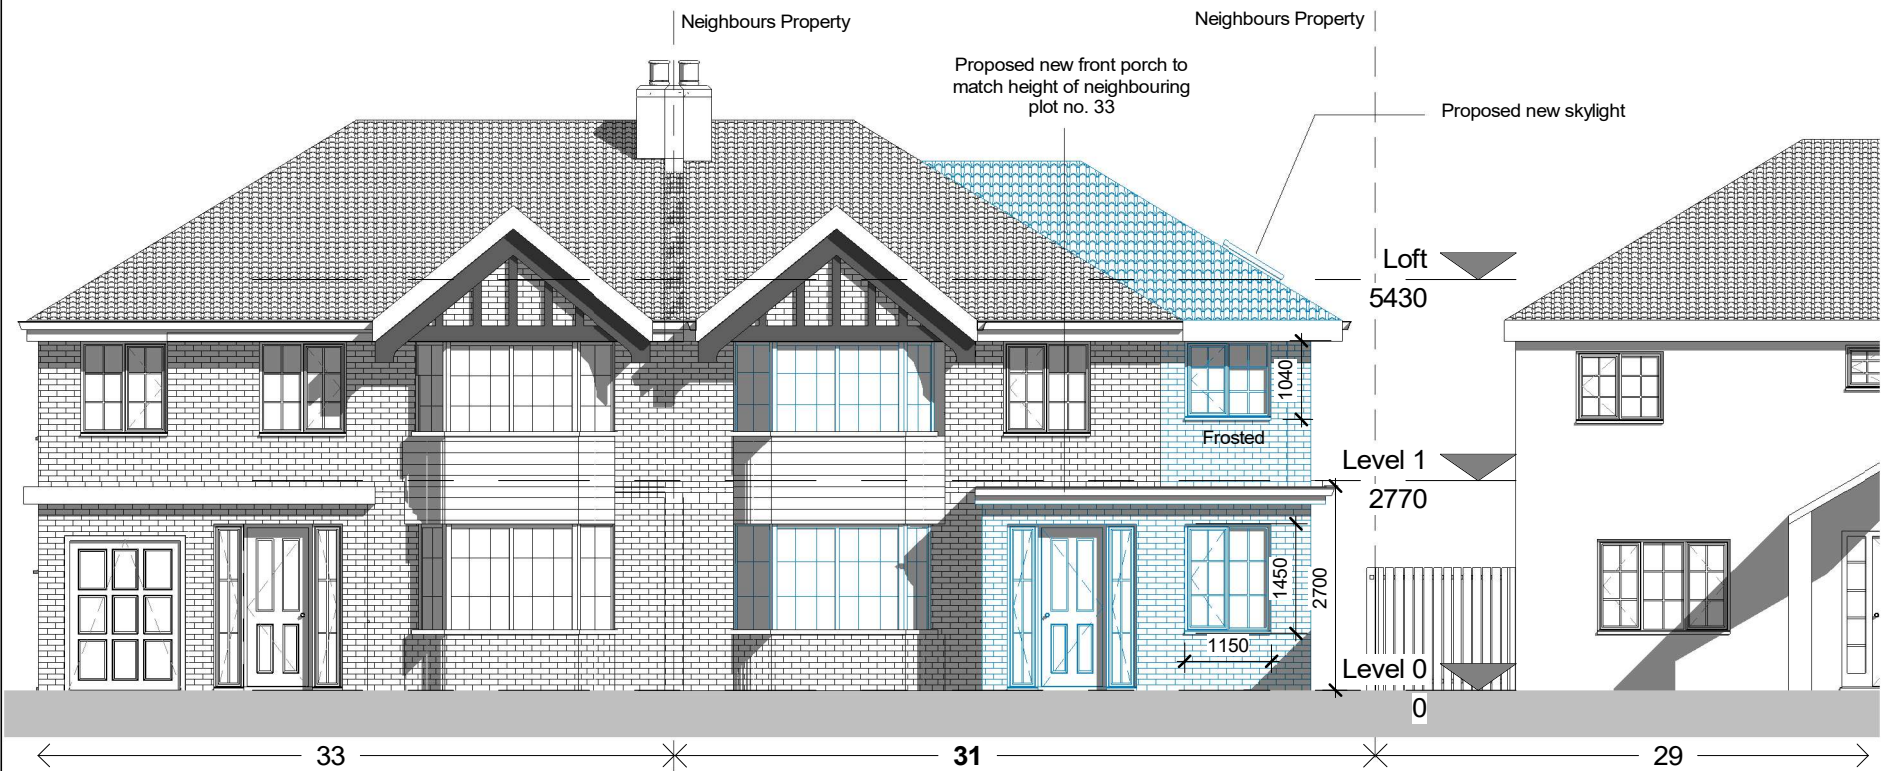 Neighbours Property
Neighbours Property
Proposed new front porch to
match height of neighbouring
plot no. 33
Proposed new skylight
Loft
5430
1040
Frosted
Level 1
2770
1450
2700
1150
Level 0
0
33
31
29